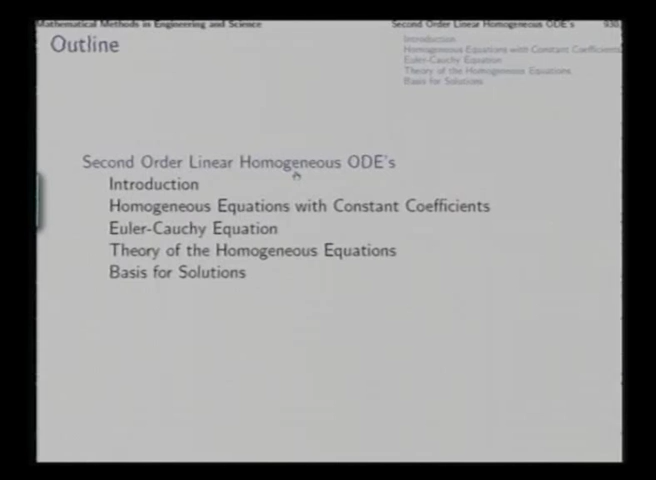 Mathematical Methods in Engineering and Science
Second Order Linear Homogeneous ODE's
930,
Outline
Introduction
Homogeneous Equations with Constant Coefficients
Euler-Cauchy Equation
Theory of the Homogeneous Equations
Basis for Solutions
Second Order Linear Homogeneous ODE's
Introduction
Homogeneous Equations with Constant Coefficients
Euler-Cauchy Equation
Theory of the Homogeneous Equations
Basis for Solutions